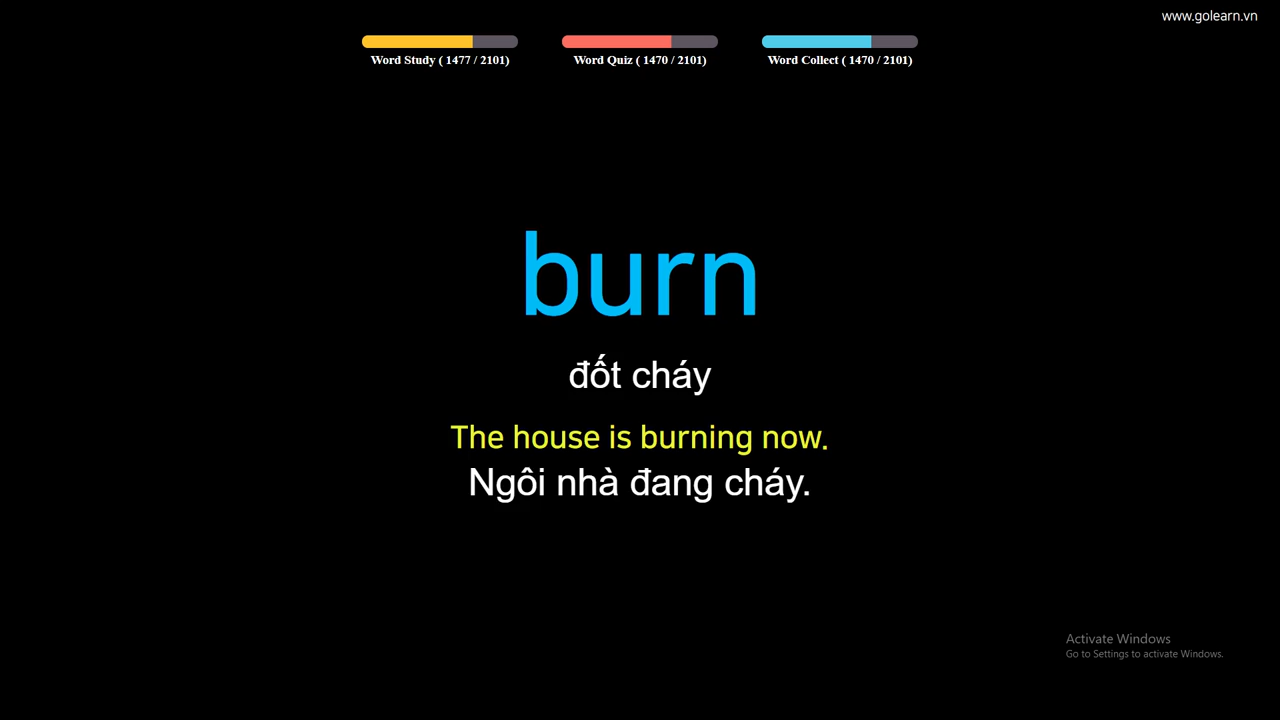 www.golearn.vn
Word Study ( 1477 / 2101)
Word Quiz ( 1470 / 2101)
Word Collect ( 1470 / 2101)
burn
đốt cháy
The house is burning now.
Ngôi nhà đang cháy.
Activate Windows
Go to Settings to activate Windows.